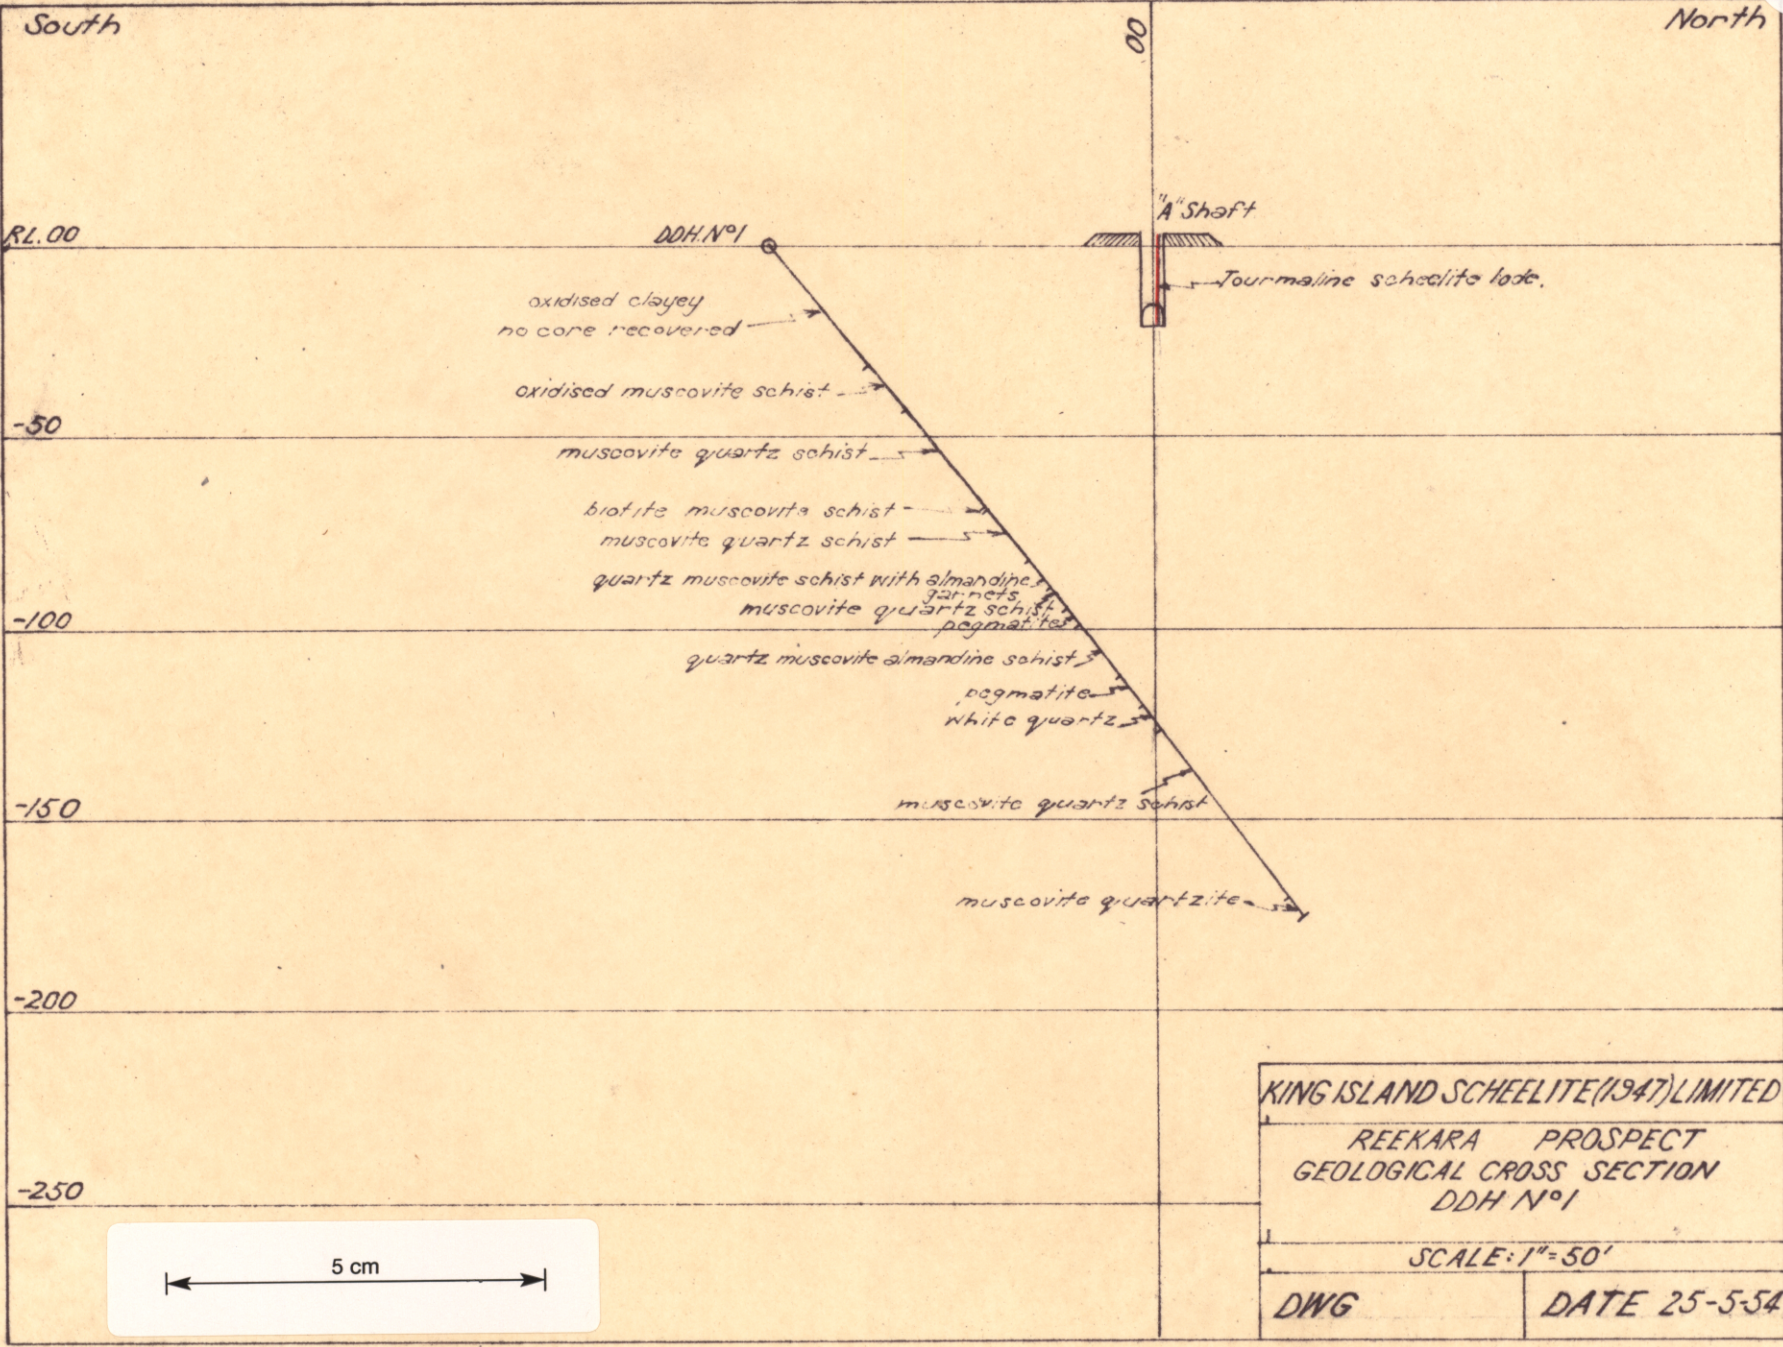 South
00
North
"A" Shaft
RL.00
DDH.Nº1
Tourmaline scheelite lode.
oxidised clayey
no core recovered
oxidised muscovite schist
-50
muscovite quartz schist
biotite muscovite schist
muscovite quartz schist
quartz muscovite schist with almandine
garnets
muscovite quartz schist
-100
pegmatites
quartz muscovite almandine schist
pegmatite
white quartz
-150
muscovite quartz schist
muscovite quartzite
-200
-250
5 cm
KING ISLAND SCHEELITE (1947) LIMITED
REEKARA PROSPECT
GEOLOGICAL CROSS SECTION
DDH Nº1
SCALE: 1"=50'
DWG
DATE 25-5-54